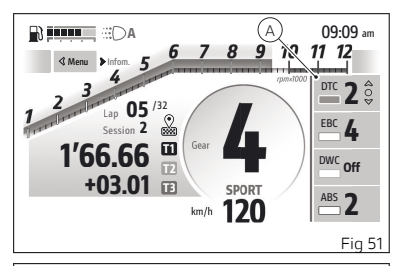 A
09:09 am
A
Menu
Infom.
1 2 3 4 5 6 7 8 9 10 11 12
rpm×1000
Lap 05 /32
Session 2
1'66.66 T1
+03.01 T2
T3
Gear 4
SPORT
km/h 120
DTC 2
EBC 4
DWC Off
ABS 2
Fig 51